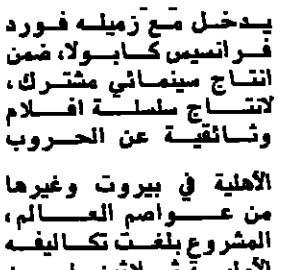 يدخل مع زميله فورد
فرانسيس كابولا، ضمن
انتاج سينمائي مشترك،
لانتاج سلسلة افلام
وثائقية عن الحروب
الأهلية في بيروت وغيرها
من عواصم العالم،
المشروع بلغت تكاليفه